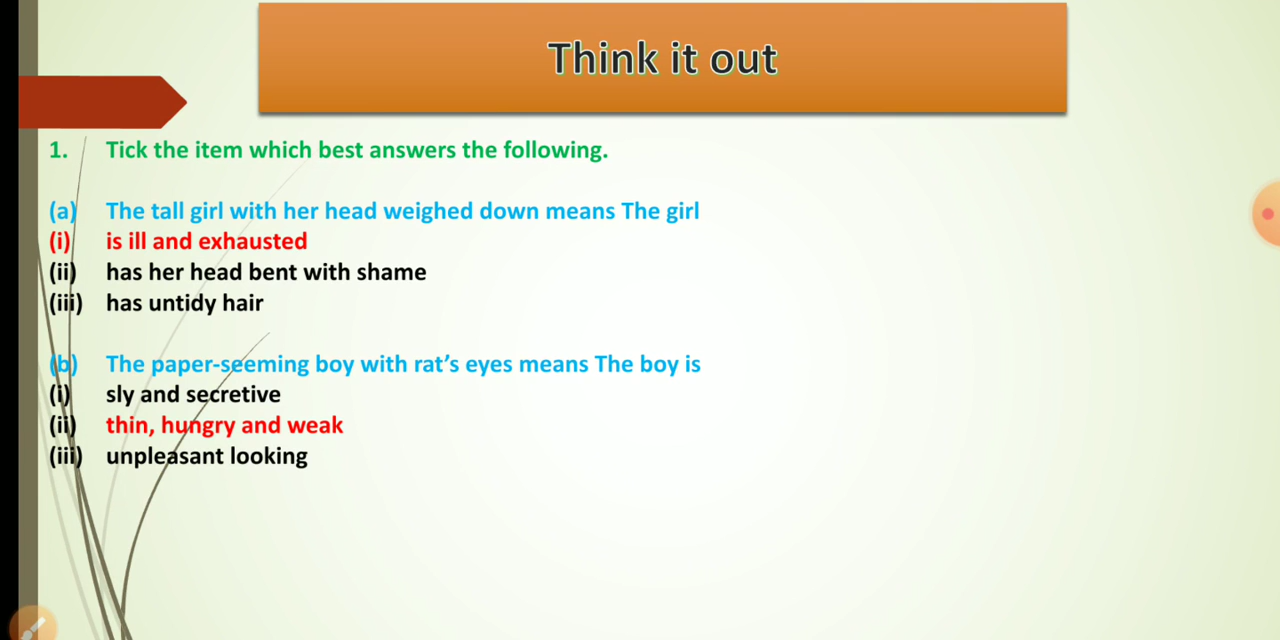 Think it out
1. Tick the item which best answers the following.
(a) The tall girl with her head weighed down means The girl
(i) is ill and exhausted
(ii) has her head bent with shame
(iii) has untidy hair
(b) The paper-seeming boy with rat's eyes means The boy is
(i) sly and secretive
(ii) thin, hungry and weak
(iii) unpleasant looking